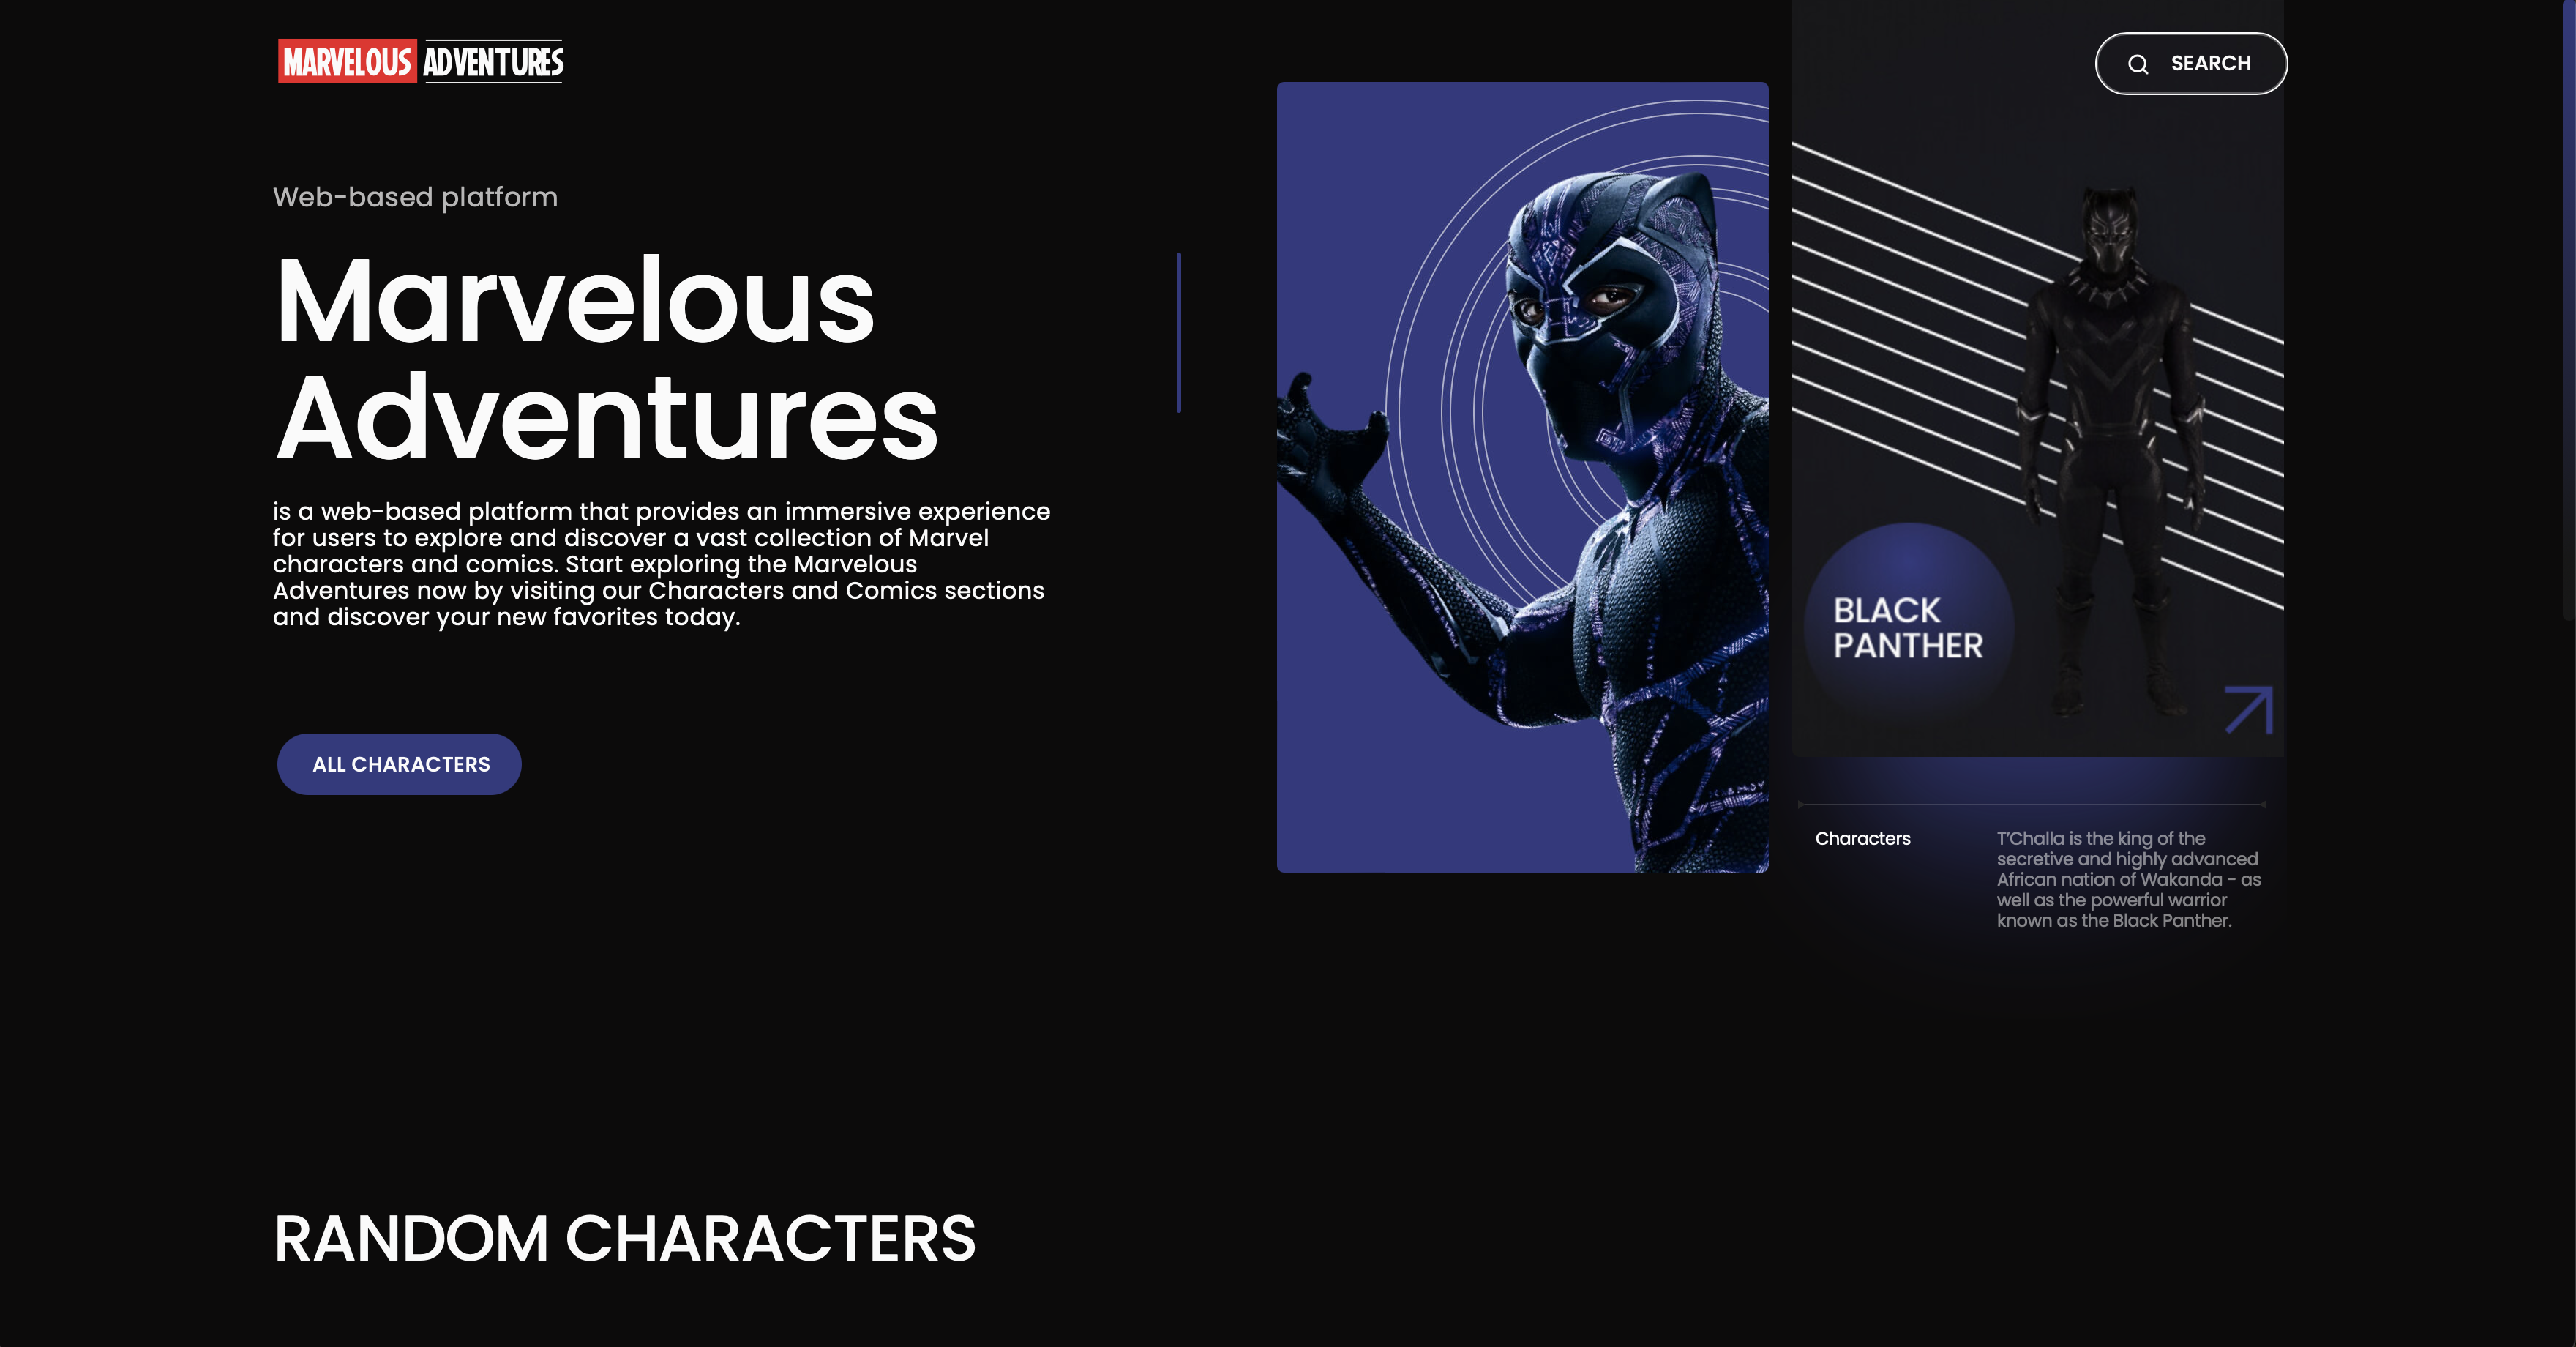 MARVELOUS ADVENTURES
SEARCH
Web-based platform
Marvelous
Adventures
is a web-based platform that provides an immersive experience
for users to explore and discover a vast collection of Marvel
characters and comics. Start exploring the Marvelous
Adventures now by visiting our Characters and Comics sections
and discover your new favorites today.
ALL CHARACTERS
BLACK
PANTHER
Characters
T'Challa is the king of the
secretive and highly advanced
African nation of Wakanda - as
well as the powerful warrior
known as the Black Panther.
RANDOM CHARACTERS